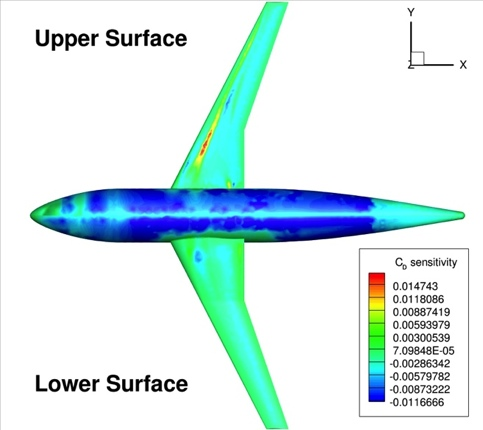 Upper Surface
Y
Z
X
C_D sensitivity
0.014743
0.0118086
0.00887419
0.00593979
0.00300539
7.09848E-05
-0.00286342
-0.00579782
-0.00873222
-0.0116666
Lower Surface